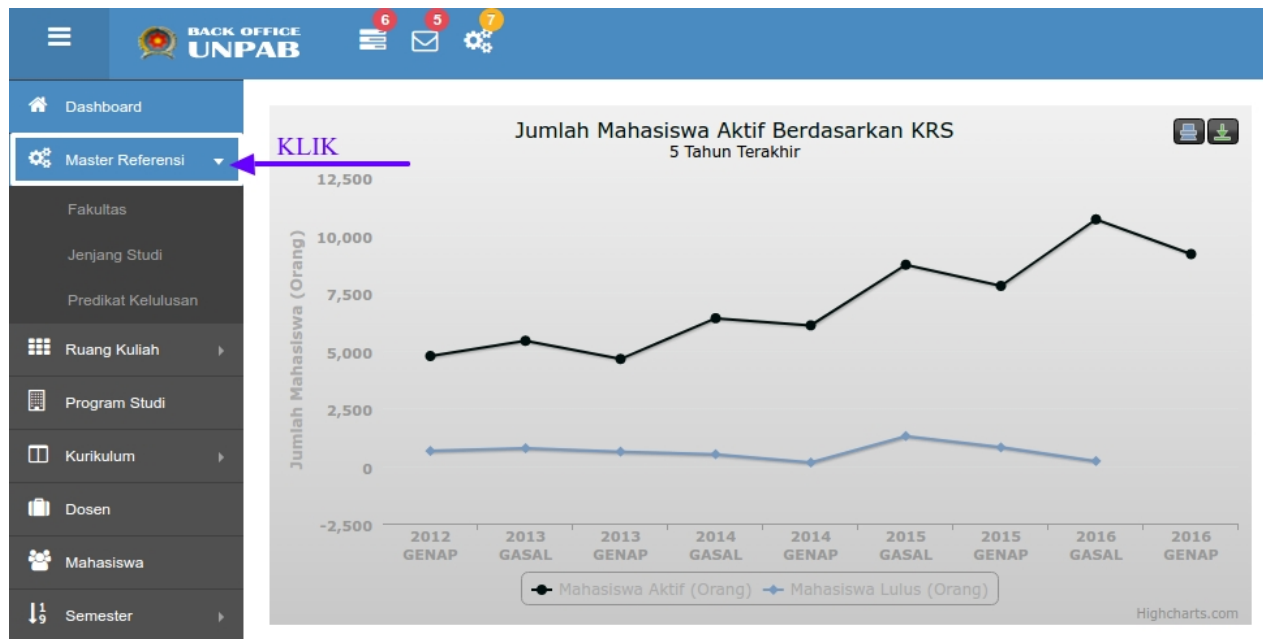 BACK OFFICE
UNPAB
6
5
7
Dashboard
Master Referensi
Fakultas
Jenjang Studi
Predikat Kelulusan
Ruang Kuliah
Program Studi
Kurikulum
Dosen
Mahasiswa
Semester
KLIK
Jumlah Mahasiswa Aktif Berdasarkan KRS
5 Tahun Terakhir
Jumlah Mahasiswa (Orang)
12,500
10,000
7,500
5,000
2,500
0
-2,500
2012 GENAP
2013 GASAL
2013 GENAP
2014 GASAL
2014 GENAP
2015 GASAL
2015 GENAP
2016 GASAL
2016 GENAP
Mahasiswa Aktif (Orang) Mahasiswa Lulus (Orang)
Highcharts.com